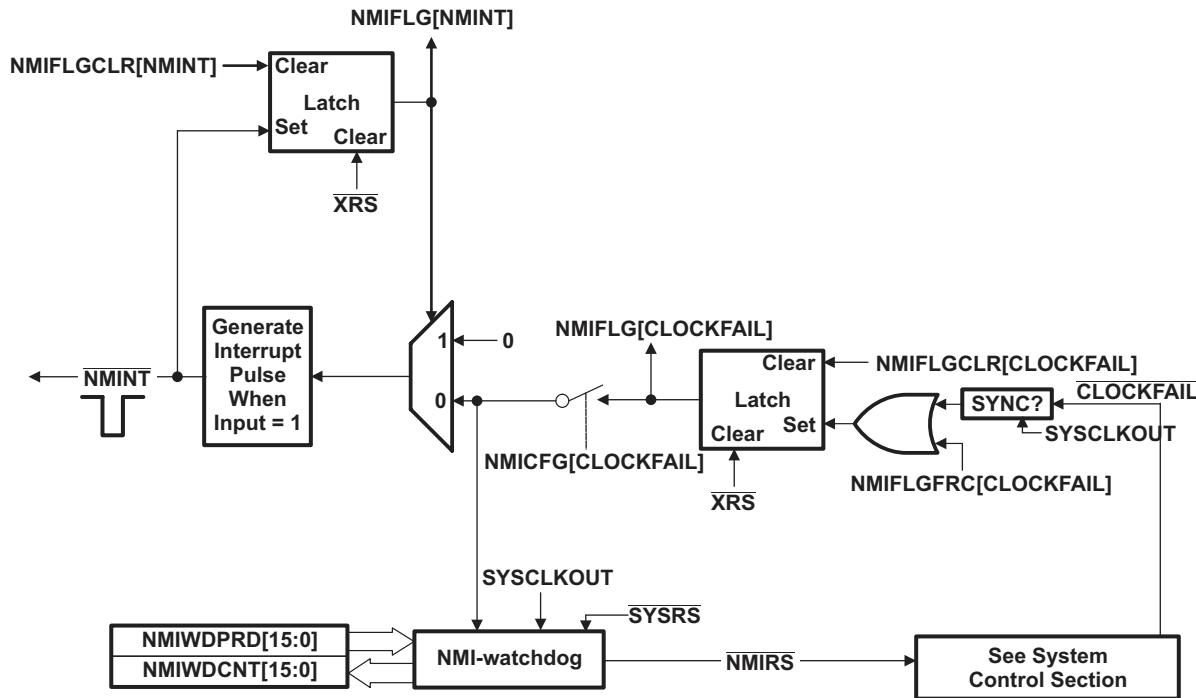 NMIFLG[NMINT]
NMIFLGCLR[NMINT]
Clear
Latch
Set
Clear
XRS
Generate
Interrupt
Pulse
When
Input = 1
NMINT
1
0
0
NMIFLG[CLOCKFAIL]
NMICFG[CLOCKFAIL]
Clear
Latch
Clear
Set
XRS
NMIFLGCLR[CLOCKFAIL]
CLOCKFAIL
SYNC?
SYSCLKOUT
NMIFLGFRC[CLOCKFAIL]
SYSCLKOUT
SYSRS
NMIWDPRD[15:0]
NMIWDCNT[15:0]
NMI-watchdog
NMIRS
See System
Control Section